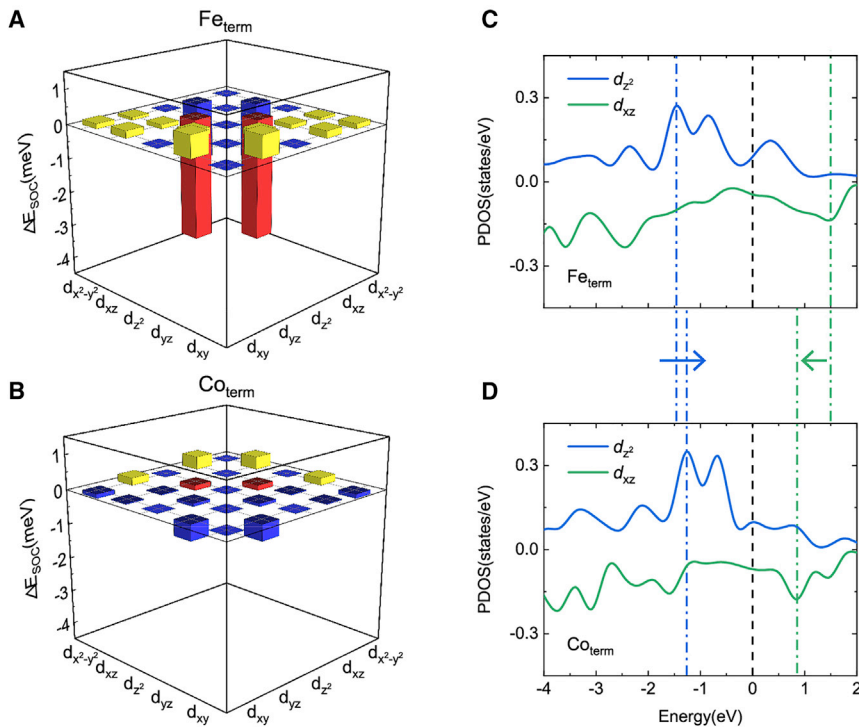 A
Fe_term
ΔE_SOC(meV)
1
0
-1
-2
-3
-4
d_x²-y²
d_xz
d_z²
d_yz
d_xy
d_xy
d_yz
d_z²
d_xz
d_x²-y²
B
Co_term
ΔE_SOC(meV)
1
0
-1
-2
-3
-4
d_x²-y²
d_xz
d_z²
d_yz
d_xy
d_xy
d_yz
d_z²
d_xz
d_x²-y²
C
PDOS(states/eV)
0.3
0.0
-0.3
d_z²
d_xz
Fe_term
D
PDOS(states/eV)
0.3
0.0
-0.3
d_z²
d_xz
Co_term
-4 -3 -2 -1 0 1 2
Energy(eV)